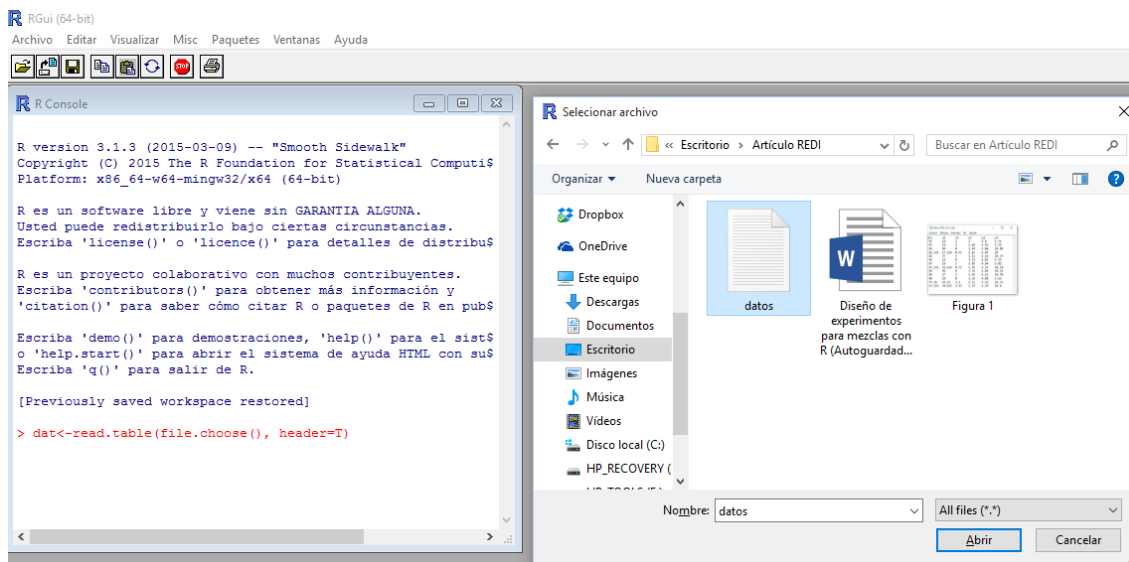 RGui (64-bit)
Archivo Editar Visualizar Misc Paquetes Ventanas Ayuda
STOP
R Console
R version 3.1.3 (2015-03-09) -- "Smooth Sidewalk"
Copyright (C) 2015 The R Foundation for Statistical Computi$
Platform: x86_64-w64-mingw32/x64 (64-bit)
R es un software libre y viene sin GARANTIA ALGUNA.
Usted puede redistribuirlo bajo ciertas circunstancias.
Escriba 'license()' o 'licence()' para detalles de distribu$
R es un proyecto colaborativo con muchos contribuyentes.
Escriba 'contributors()' para obtener más información y
'citation()' para saber cómo citar R o paquetes de R en pub$
Escriba 'demo()' para demostraciones, 'help()' para el sist$
o 'help.start()' para abrir el sistema de ayuda HTML con su$
Escriba 'q()' para salir de R.
[Previously saved workspace restored]
> dat<-read.table(file.choose(), header=T)
Selecionar archivo
« Escritorio > Artículo REDI
Buscar en Artículo REDI
Organizar
Nueva carpeta
Dropbox
OneDrive
Este equipo
Descargas
Documentos
Escritorio
Imágenes
Música
Vídeos
Disco local (C:)
HP_RECOVERY (
W
datos
Diseño de
experimentos
para mezclas con
R (Autoguardad...
Figura 1
Nombre: datos
All files (*.*)
Abrir
Cancelar